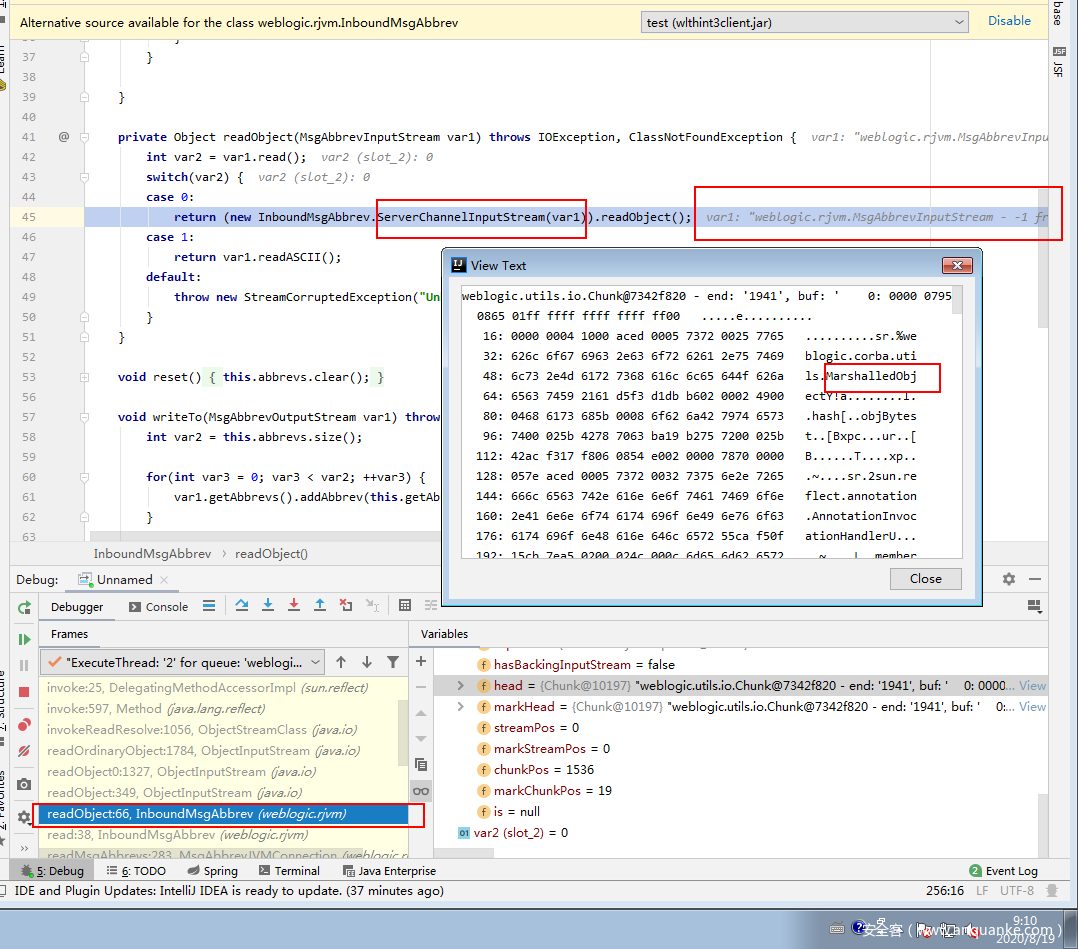 Alternative source available for the class weblogic.rjvm.InboundMsgAbbrev
test (wlthint3client.jar)
Disable
base
JSF
JSF
37 }
38
39 }
40
41 @ private Object readObject(MsgAbbrevInputStream var1) throws IOException, ClassNotFoundException { var1: "weblogic.rjvm.MsgAbbrevInpu
42 int var2 = var1.read(); var2 (slot_2): 0
43 switch(var2) { var2 (slot_2): 0
44 case 0:
45 return (new InboundMsgAbbrev.ServerChannelInputStream(var1)).readObject(); var1: "weblogic.rjvm.MsgAbbrevInputStream - -1 fr
46 case 1:
47 return var1.readASCII();
48 default:
49 throw new StreamCorruptedException("Un
50 }
51 }
52
53 void reset() { this.abbrevs.clear(); }
56
57 void writeTo(MsgAbbrevOutputStream var1) throw
58 int var2 = this.abbrevs.size();
59
60 for(int var3 = 0; var3 < var2; ++var3) {
61 var1.getAbbrevs().addAbbrev(this.getAb
62 }
63
InboundMsgAbbrev › readObject()
View Text
weblogic.utils.io.Chunk@7342f820 - end: '1941', buf: ' 0: 0000 0795
0865 01ff ffff ffff ffff ff00 .....e..........
16: 0000 0004 1000 aced 0005 7372 0025 7765 ..........sr.%we
32: 626c 6f67 6963 2e63 6f72 6261 2e75 7469 blogic.corba.uti
48: 6c73 2e4d 6172 7368 616c 6c65 644f 626a ls.MarshalledObj
64: 6563 7459 2161 d5f3 d1db b602 0002 4900 ectY!a........I.
80: 0468 6173 685b 0008 6f62 6a42 7974 6573 .hash[..objBytes
96: 7400 025b 4278 7063 ba19 b275 7200 025b t..[Bxpc...ur..[
112: 42ac f317 f806 0854 e002 0000 7870 0000 B......T....xp..
128: 057e aced 0005 7372 0032 7375 6e2e 7265 .~....sr.2sun.re
144: 666c 6563 742e 616e 6e6f 7461 7469 6f6e flect.annotation
160: 2e41 6e6e 6f74 6174 696f 6e49 6e76 6f63 .AnnotationInvoc
176: 6174 696f 6e48 616e 646c 6572 55ca f50f ationHandlerU...
192: 15cb 7ea5 0200 024c 000c 6d65 6d62 6572 ..~....L..member
Close
Debug: Unnamed
Debugger Console
Frames
Variables
"ExecuteThread: '2' for queue: 'weblogi...
invoke:25, DelegatingMethodAccessorImpl (sun.reflect)
invoke:597, Method (java.lang.reflect)
invokeReadResolve:1056, ObjectStreamClass (java.io)
readOrdinaryObject:1784, ObjectInputStream (java.io)
readObject0:1327, ObjectInputStream (java.io)
readObject:349, ObjectInputStream (java.io)
readObject:66, InboundMsgAbbrev (weblogic.rjvm)
read:38, InboundMsgAbbrev (weblogic.rjvm)
readMsgAbbrevs:283, MsgAbbrevJVMConnection (weblogic.r
hasBackingInputStream = false
head = {Chunk@10197} "weblogic.utils.io.Chunk@7342f820 - end: '1941', buf: ' 0: 0000... View
markHead = {Chunk@10197} "weblogic.utils.io.Chunk@7342f820 - end: '1941', buf: ' 0:... View
streamPos = 0
markStreamPos = 0
chunkPos = 1536
markChunkPos = 19
is = null
var2 (slot_2) = 0
5: Debug 6: TODO Spring Terminal Java Enterprise
2 Event Log
IDE and Plugin Updates: IntelliJ IDEA is ready to update. (37 minutes ago)
256:16 LF UTF-8
安全客 ( www.anquanke.com )
9:10
2020/8/19